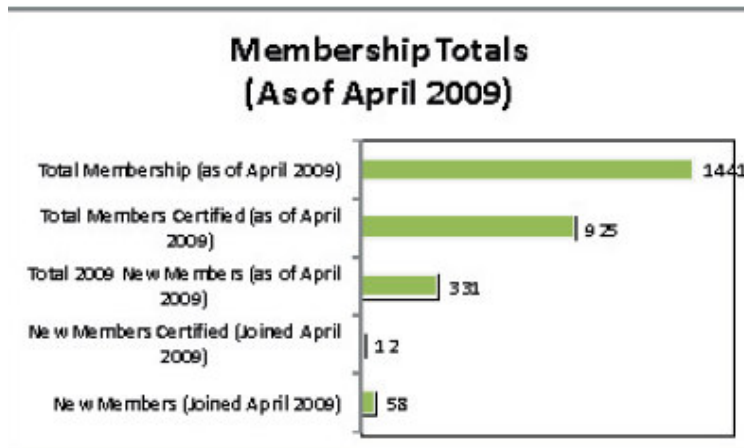 Membership Totals
(As of April 2009)
Total Membership (as of April 2009)
1441
Total Members Certified (as of April
2009)
925
Total 2009 New Members (as of April
2009)
331
New Members Certified (Joined April
2009)
12
New Members (Joined April 2009)
58